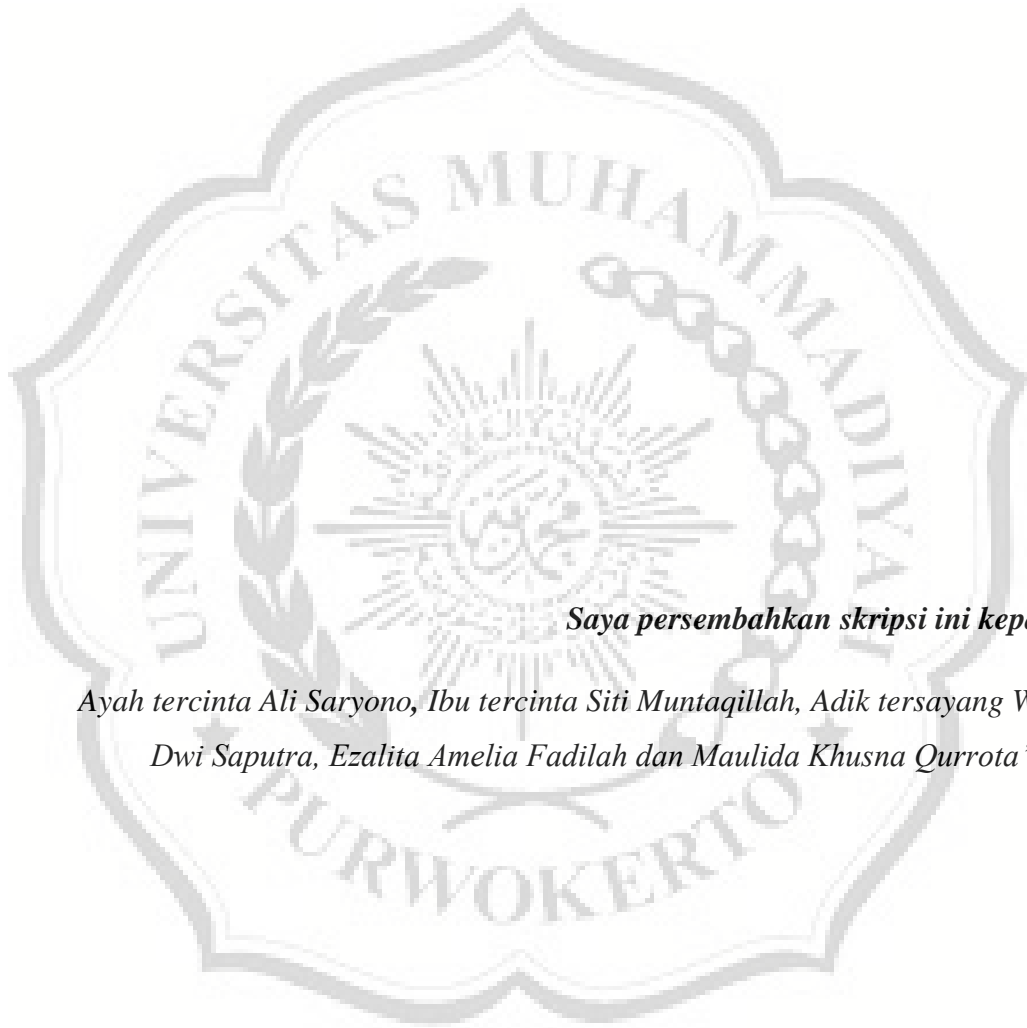 UNIVERSITAS MUHAMMADIYAH
Saya persembahkan skripsi ini
Ayah tercinta Ali Saryono, Ibu tercinta Siti Muntaqillah, Adik tersayang
Dwi Saputra, Ezalita Amelia Fadilah dan Maulida Khusna Qurrota’
PURWOKERTO